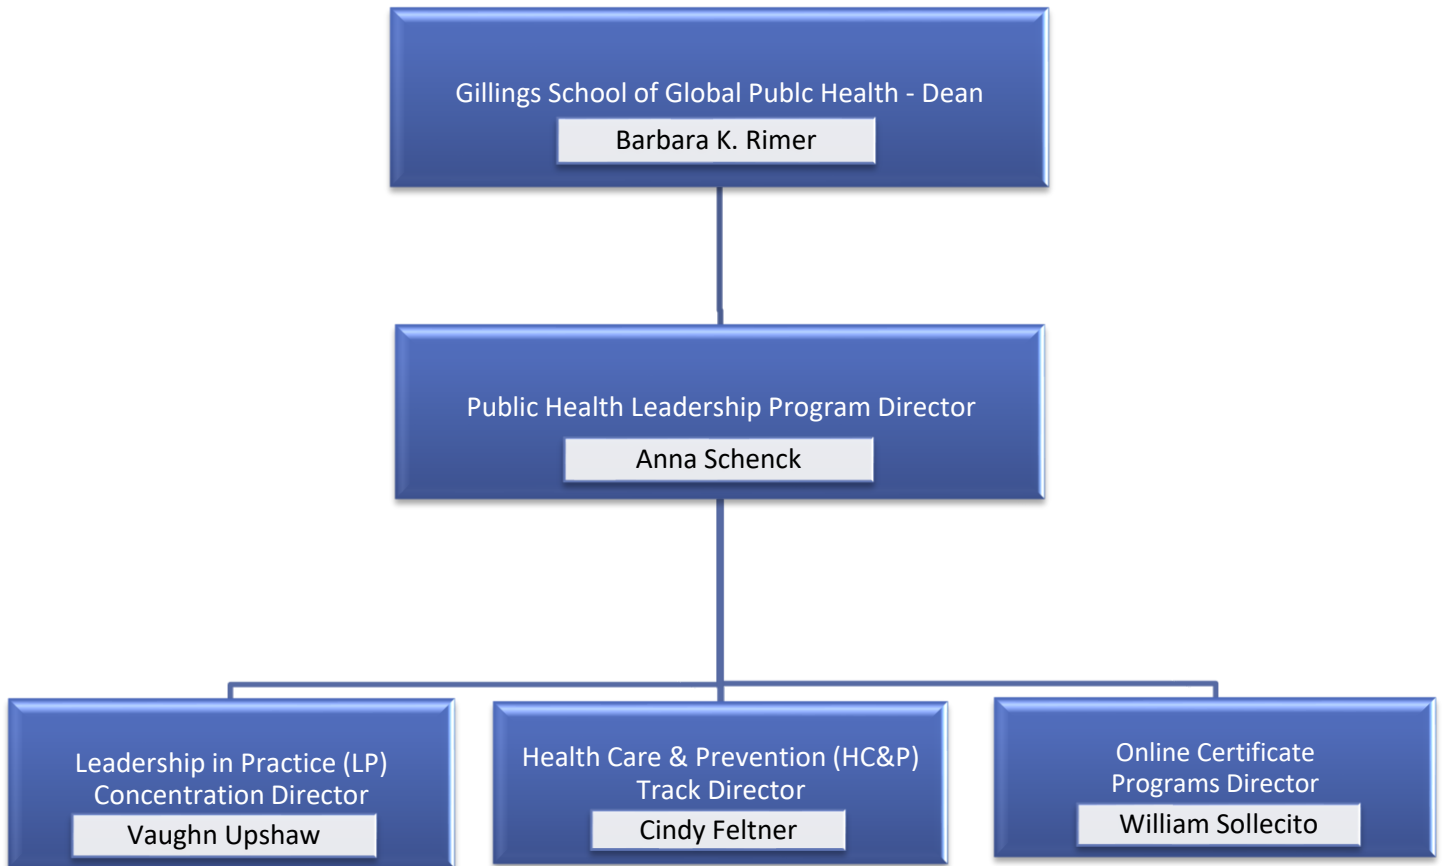 Gillings School of Global Publc Health - Dean
Barbara K. Rimer
Public Health Leadership Program Director
Anna Schenck
Leadership in Practice (LP)
Concentration Director
Vaughn Upshaw
Health Care & Prevention (HC&P)
Track Director
Cindy Feltner
Online Certificate
Programs Director
William Sollecito